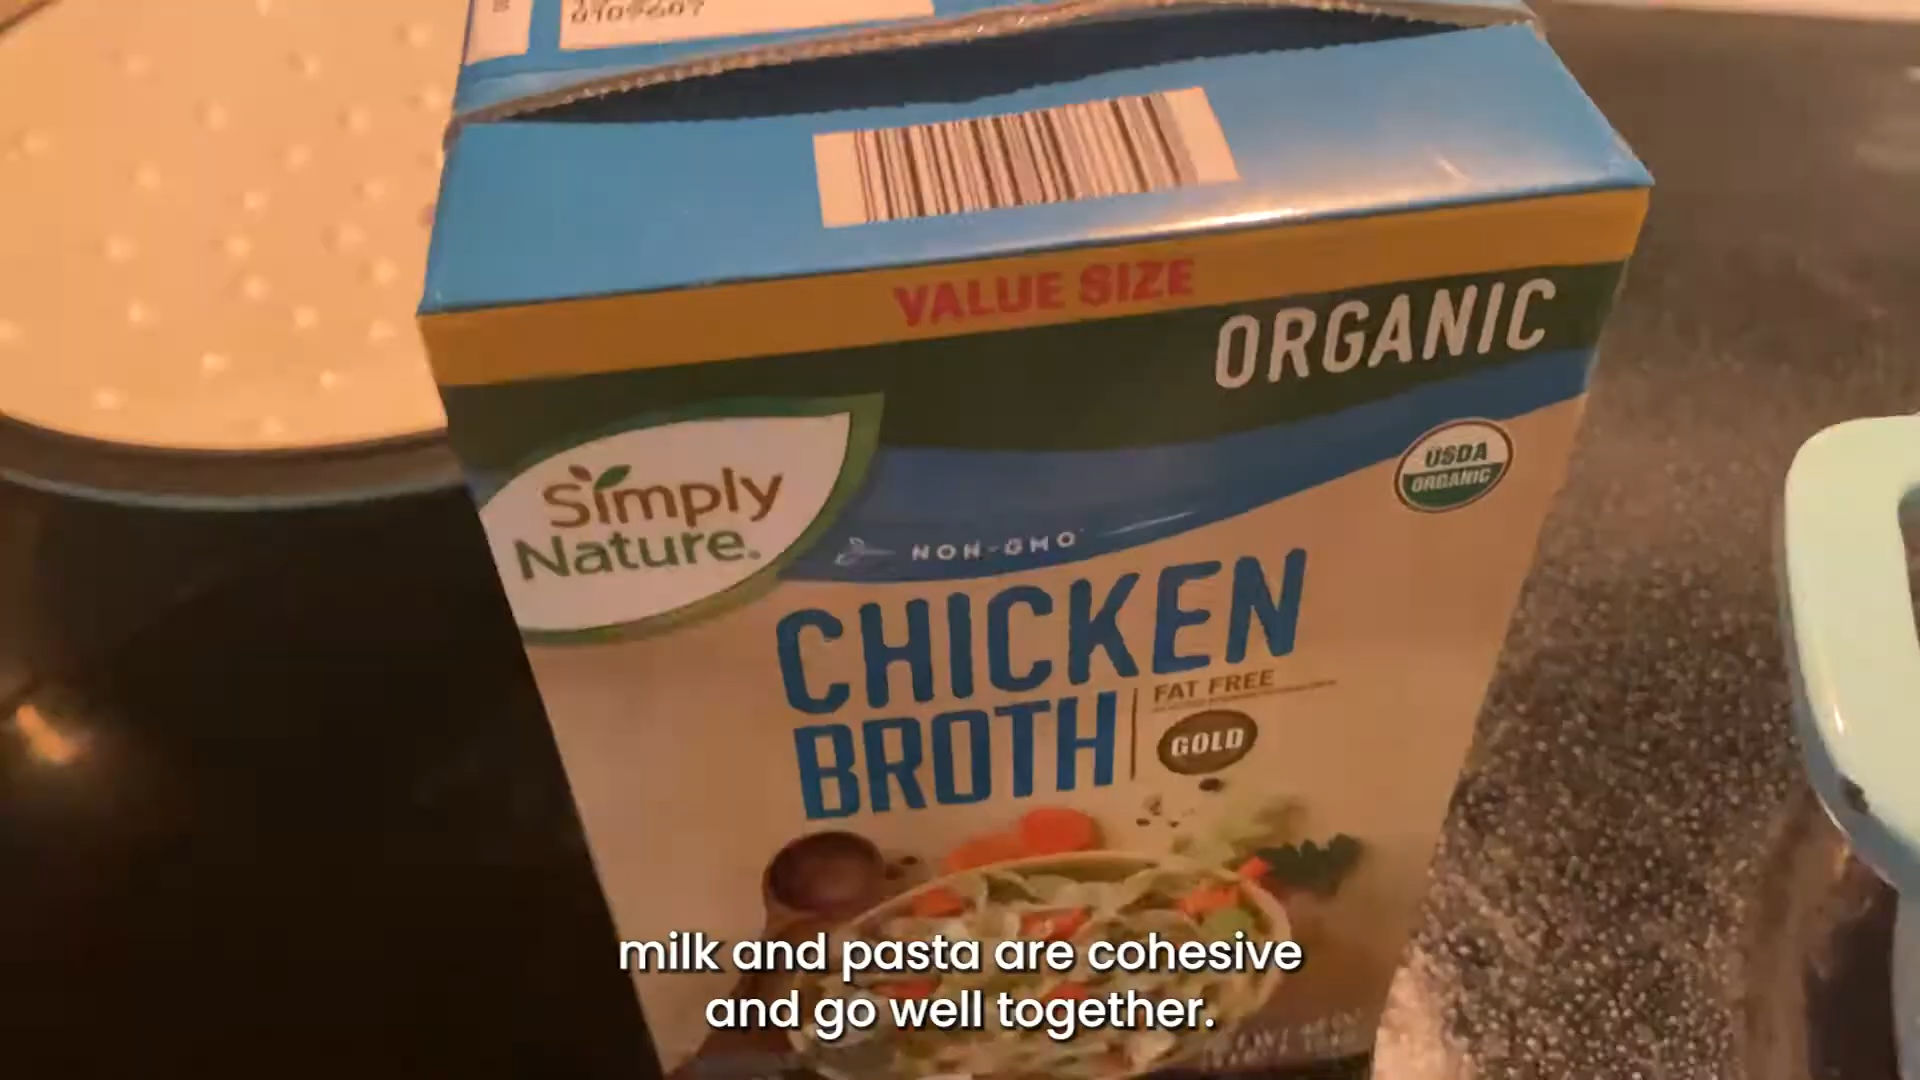 VALUE SIZE
ORGANIC
USDA
ORGANIC
Simply
Nature.
NON-GMO
CHICKEN
BROTH
FAT FREE
GOLD
milk and pasta are cohesive
and go well together.